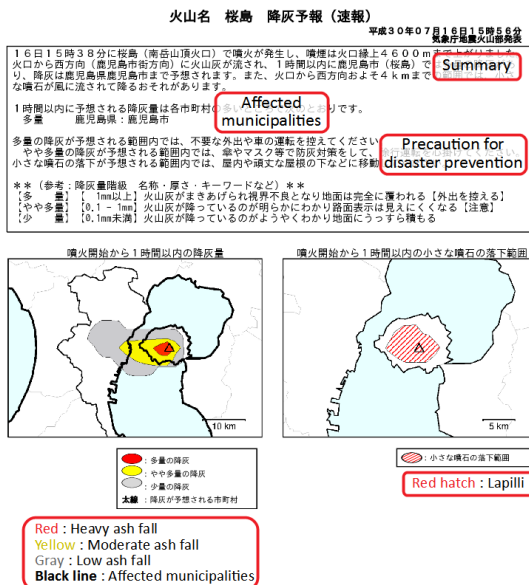 火山名　桜島　降灰予報（速報）
平成３０年０７月１６日１５時５６分
気象庁地震火山部発表
１６日１５時３８分に桜島（南岳山頂火口）で噴火が発生し、噴煙は火口縁上４６００ｍまで上がりました
火口から西方向（鹿児島市街方向）に火山灰が流され、１時間以内に鹿児島市（桜島）で
り、降灰は鹿児島県鹿児島市まで予想されます。また、火口から西方向およそ４ｋｍまでの範囲では、小さ
な噴石が風に流されて降るおそれがあります。
Summary
１時間以内に予想される降灰量は各市町村の多い おりです。
多量　　鹿児島県：鹿児島市
Affected
municipalities
多量の降灰が予想される範囲内では、不要な外出や車の運転を控えてください
やや多量の降灰が予想される範囲内では、傘やマスク等で防灰対策をして、
小さな噴石の落下が予想される範囲内では、屋内や頑丈な屋根の下などに移動
Precaution for
disaster prevention
＊＊（参考：降灰量階級　名称・厚さ・キーワードなど）＊＊
【多　　量】【　1mm以上】火山灰がまきあげられ視界不良となり地面は完全に覆われる【外出を控える】
【やや多量】【0.1－1mm】火山灰が降っているのが明らかにわかり路面表示は見えにくくなる【注意】
【少　　量】【0.1mm未満】火山灰が降っているのがようやくわかり地面にうっすら積もる
噴火開始から１時間以内の降灰量
10 km
：多量の降灰
：やや多量の降灰
：少量の降灰
太線：降灰が予想される市町村
Red : Heavy ash fall
Yellow : Moderate ash fall
Gray : Low ash fall
Black line : Affected municipalities
噴火開始から１時間以内の小さな噴石の落下範囲
5 km
：小さな噴石の落下範囲
Red hatch : Lapilli